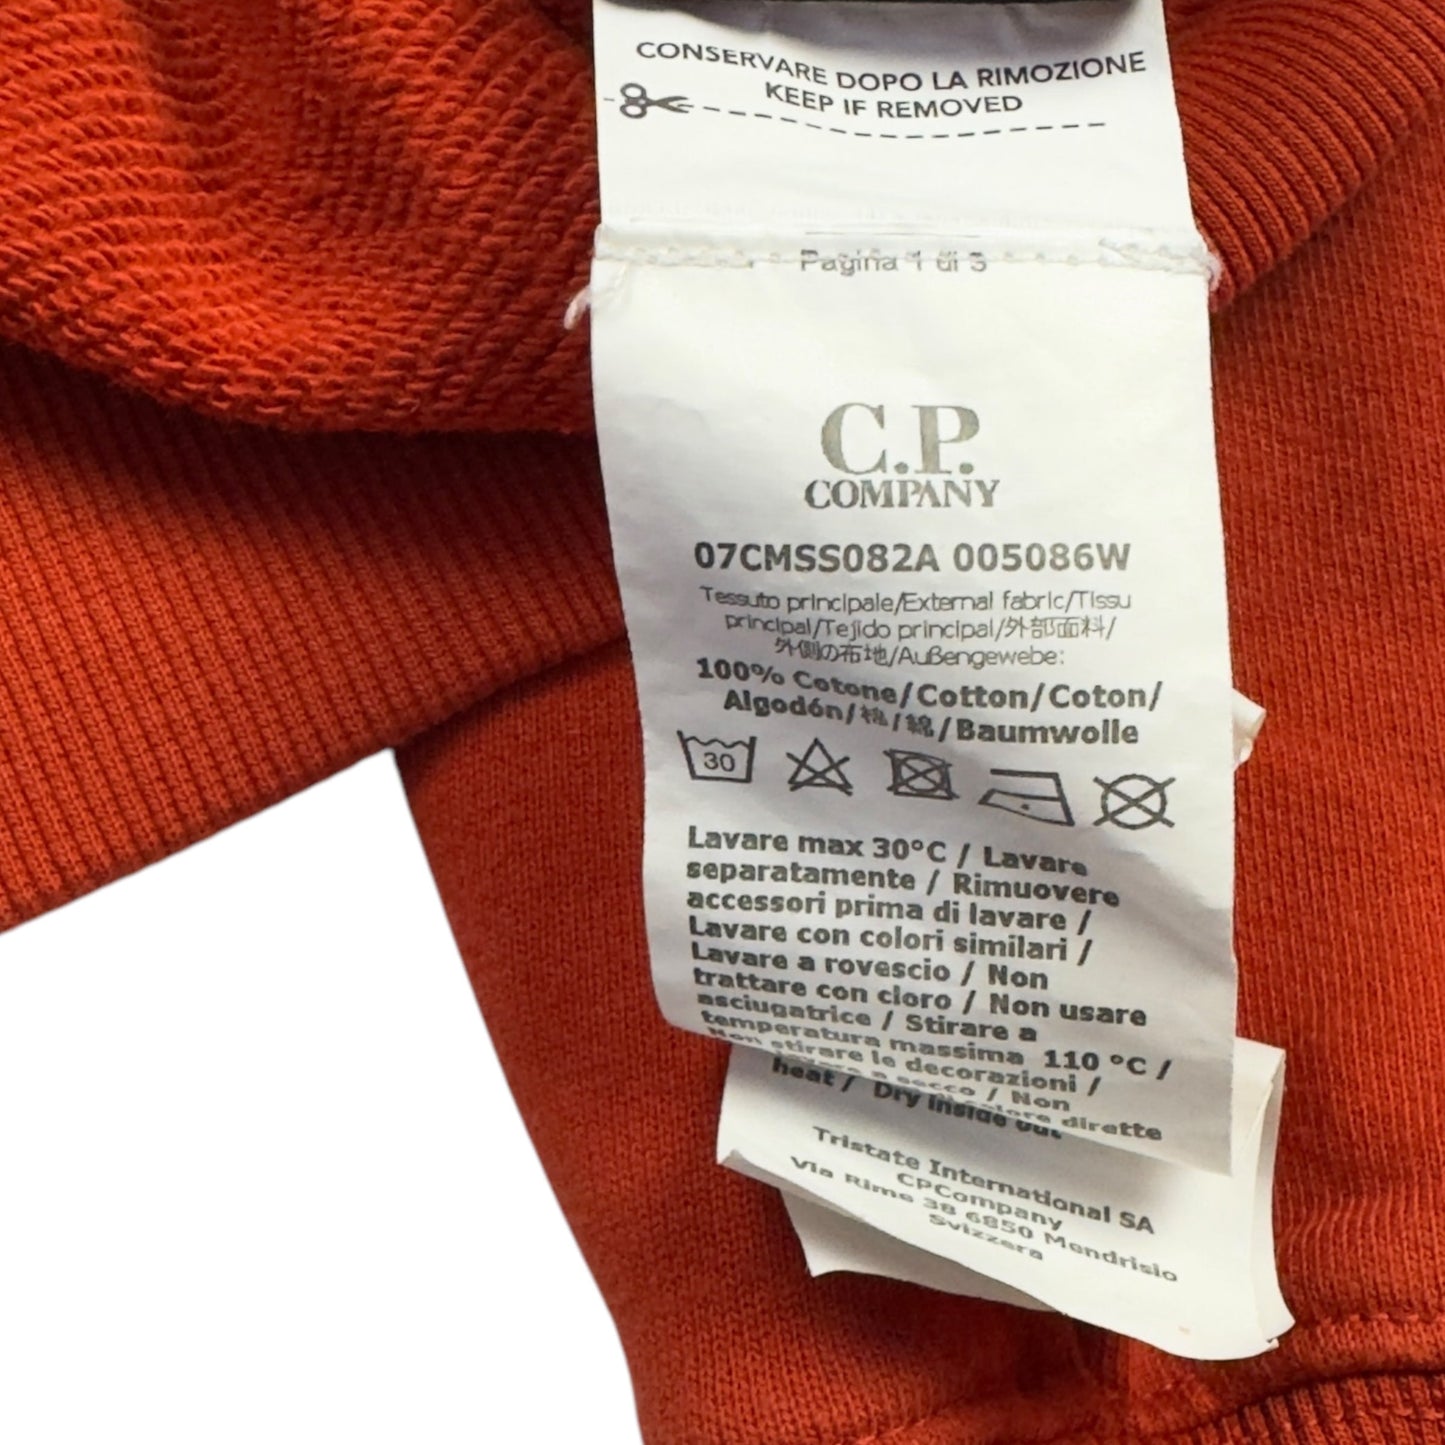 CONSERVARE DOPO LA RIMOZIONE
KEEP IF REMOVED
Pagina 1 di 3
C.P.
COMPANY
07CMSS082A 005086W
Tessuto principale/External fabric/Tissu
principal/Tejido principal/外部面料/
外側の布地/Außengewebe:
100% Cotone/Cotton/Coton/
Algodón/棉/綿/Baumwolle
30
Lavare max 30°C / Lavare
separatamente / Rimuovere
accessori prima di lavare /
Lavare con colori similari /
Lavare a rovescio / Non
trattare con cloro / Non usare
asciugatrice / Stirare a
temperatura massima 110 °C /
Non stirare le decorazioni /
a secco / Non
dirette
heat / Dry inside out
Tristate International SA
CPCompany
Via Rime 38 6850 Mendrisio
Svizzera